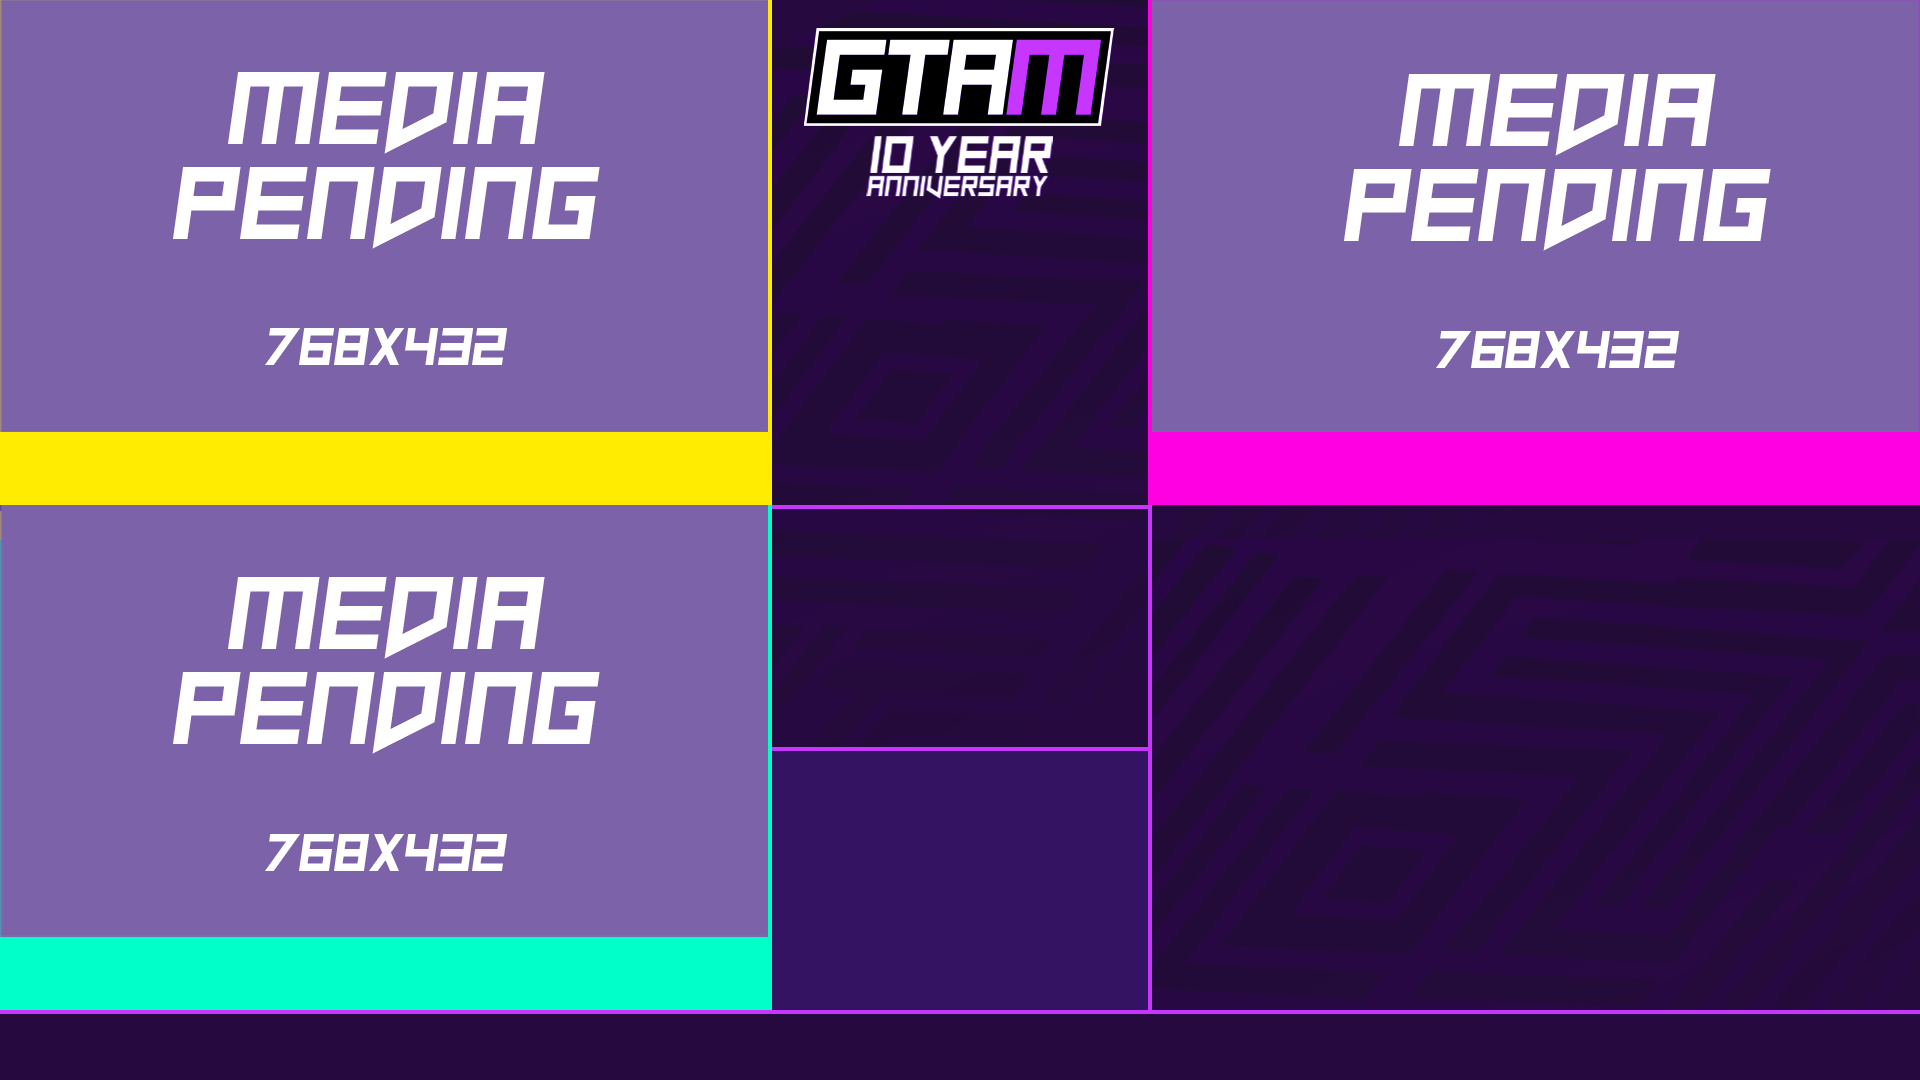 MEDIA
PENDING
768X432
GTAM
10 YEAR
ANNIVERSARY
MEDIA
PENDING
768X432
MEDIA
PENDING
768X432